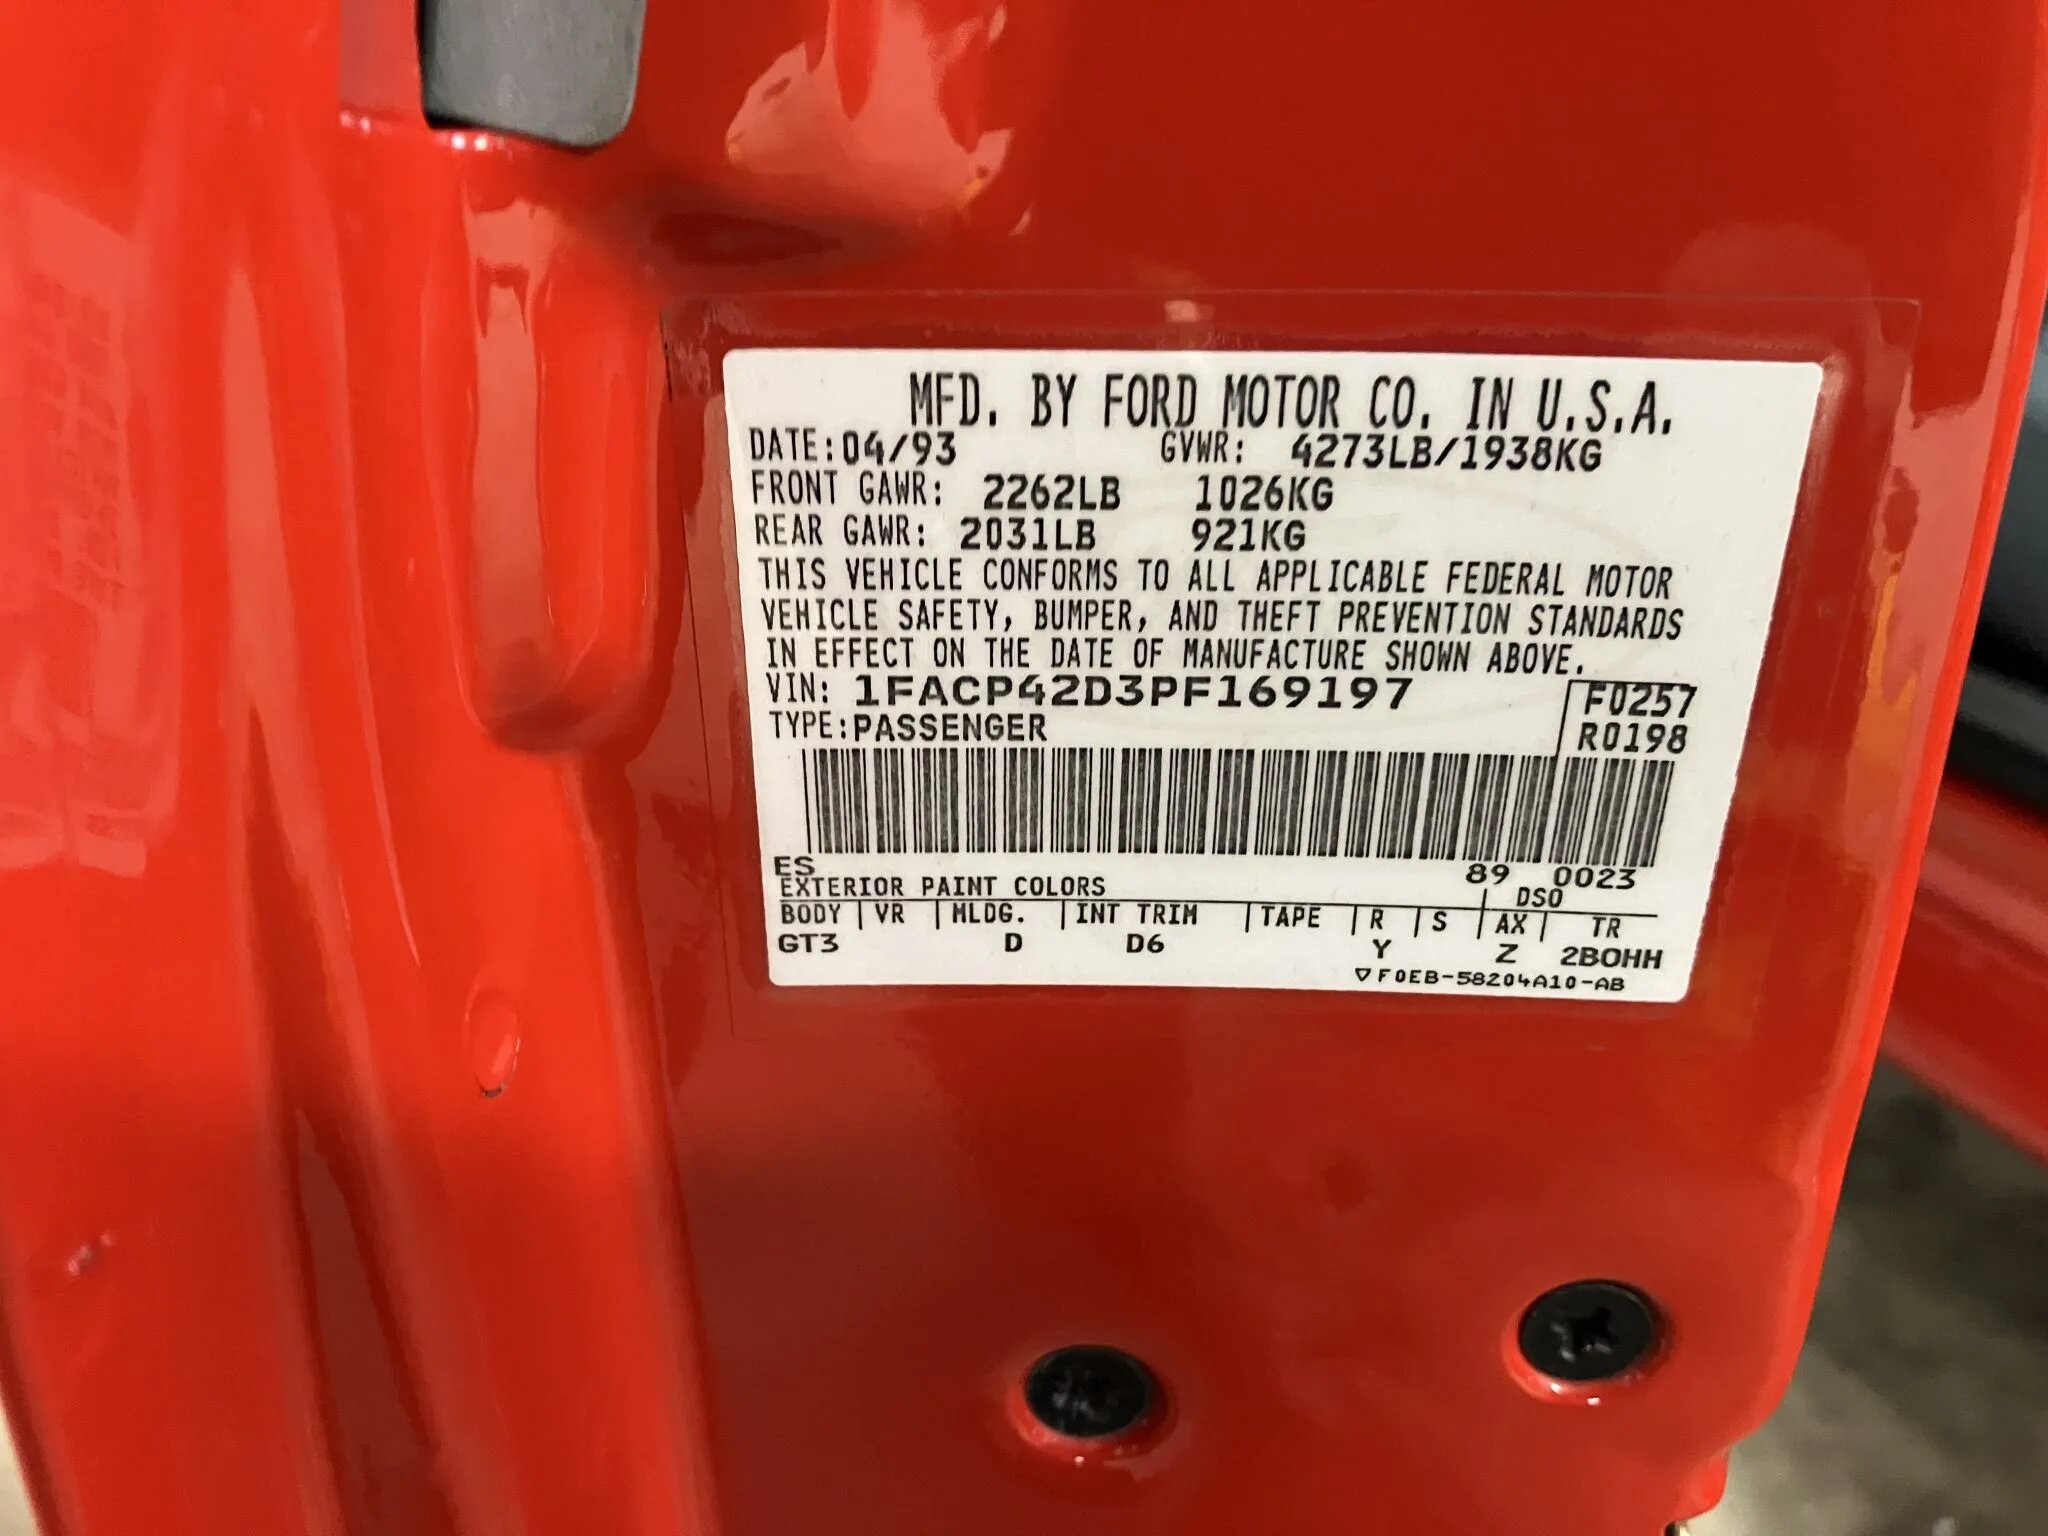 MFD. BY FORD MOTOR CO. IN U.S.A.
DATE: 04/93 GVWR: 4273LB/1938KG
FRONT GAWR: 2262LB 1026KG
REAR GAWR: 2031LB 921KG
THIS VEHICLE CONFORMS TO ALL APPLICABLE FEDERAL MOTOR
VEHICLE SAFETY, BUMPER, AND THEFT PREVENTION STANDARDS
IN EFFECT ON THE DATE OF MANUFACTURE SHOWN ABOVE.
VIN: 1FACP42D3PF169197 F0257
TYPE: PASSENGER R0198
ES 89 0023
EXTERIOR PAINT COLORS DSO
BODY VR MLDG. INT TRIM TAPE R S AX TR
GT3 D D6 Y Z 2BOHH
▽F0EB-58204A10-AB